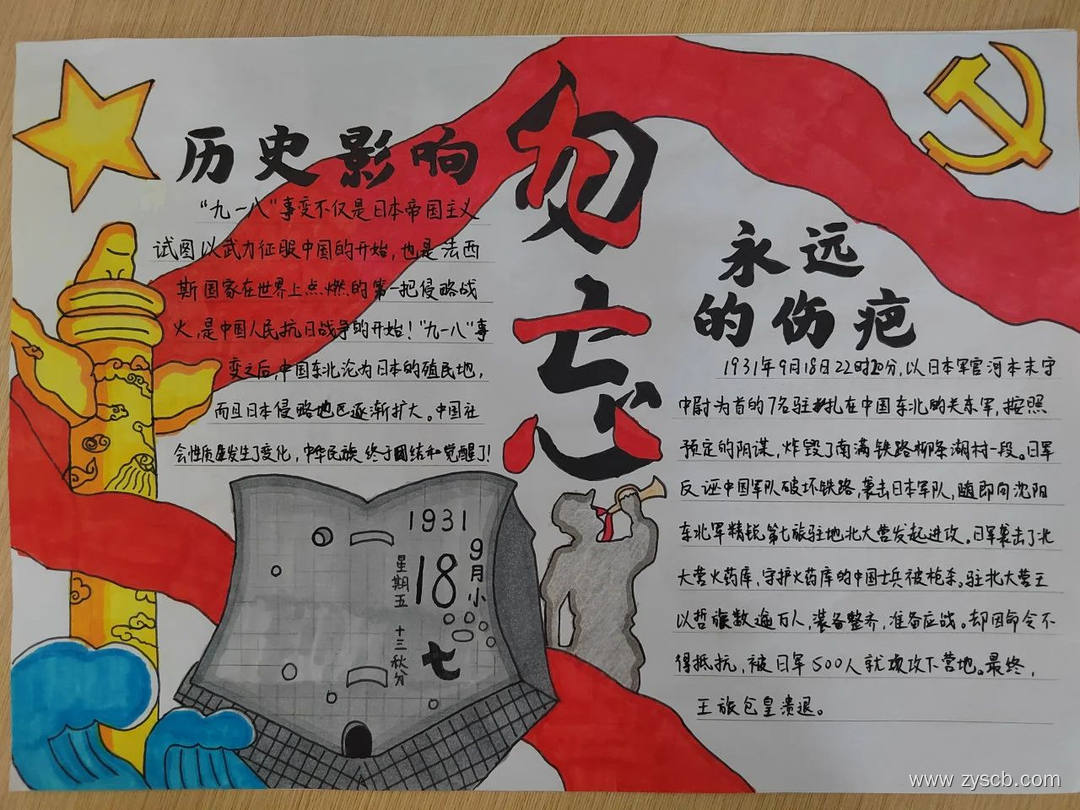 历史影响
“九一八”事变不仅是日本帝国主义
试图以武力征服中国的开始,也是法西
斯国家在世界上点燃的第一把侵略战
火,是中国人民抗日战争的开始!“九一八”事
变之后,中国东北沦为日本的殖民地,
而且日本侵略地区逐渐扩大。中国社
会性质发生了变化,中华民族终于团结和觉醒了!
勿忘
九一八
永远
的伤疤
1931年9月18日22时20分,以日本军官河本末守
中尉为首的7名驻扎在中国东北的关东军,按照
预定的阴谋,炸毁了南满铁路柳条湖村一段。日军
反诬中国军队破坏铁路,袭击日本军队,随即向沈阳
东北军精锐第七旅驻地北大营发起进攻。日军袭击了北
大营火药库,守护火药库的中国士兵被枪杀。驻北大营王
以哲旅数逾万人,装备整齐,准备应战。却因命令不
得抵抗,被日军500人就攻下营地。最终,
王旅仓皇溃退。
1931
9月小
18
星期五
十三秋分
七
www.zyscb.com